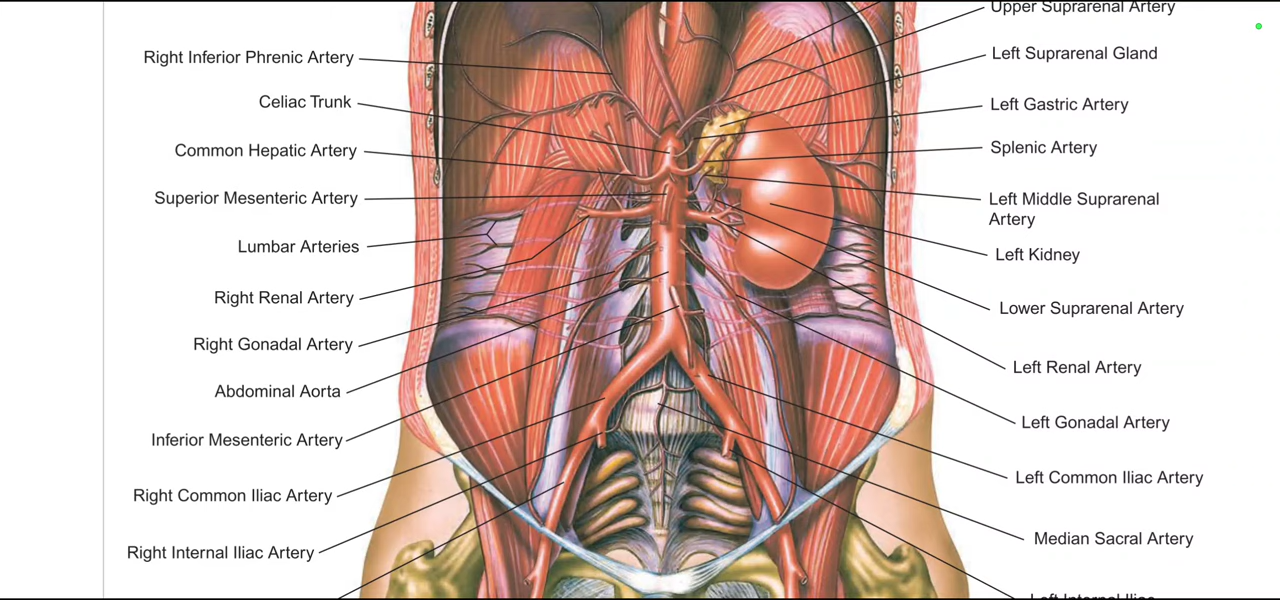 Right Inferior Phrenic Artery
Celiac Trunk
Common Hepatic Artery
Superior Mesenteric Artery
Lumbar Arteries
Right Renal Artery
Right Gonadal Artery
Abdominal Aorta
Inferior Mesenteric Artery
Right Common Iliac Artery
Right Internal Iliac Artery
Upper Suprarenal Artery
Left Suprarenal Gland
Left Gastric Artery
Splenic Artery
Left Middle Suprarenal
Artery
Left Kidney
Lower Suprarenal Artery
Left Renal Artery
Left Gonadal Artery
Left Common Iliac Artery
Median Sacral Artery
Left Internal Iliac